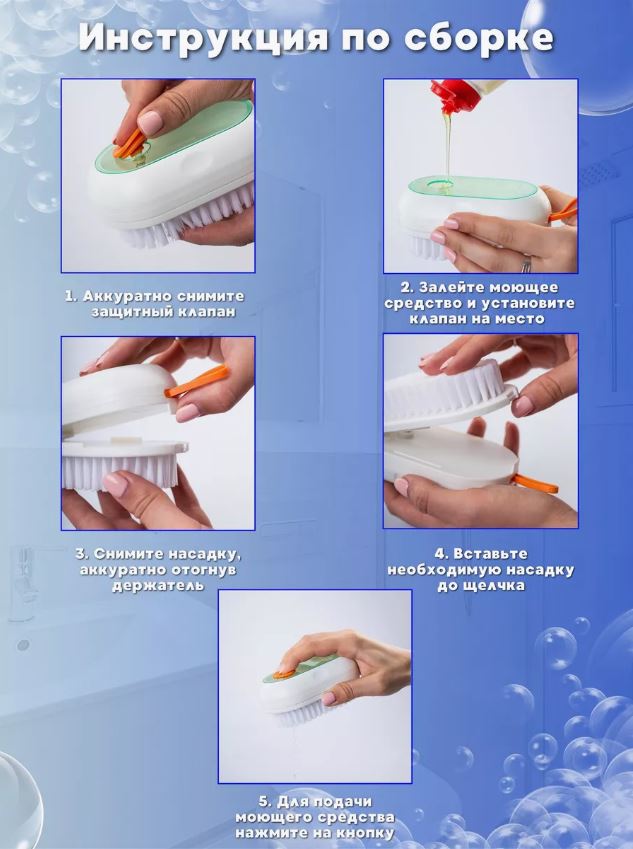 Инструкция по сборке
1. Аккуратно снимите
защитный клапан
2. Залейте моющее
средство и установите
клапан на место
3. Снимите насадку,
аккуратно отогнув
держатель
4. Вставьте
необходимую насадку
до щелчка
5. Для подачи
моющего средства
нажмите на кнопку